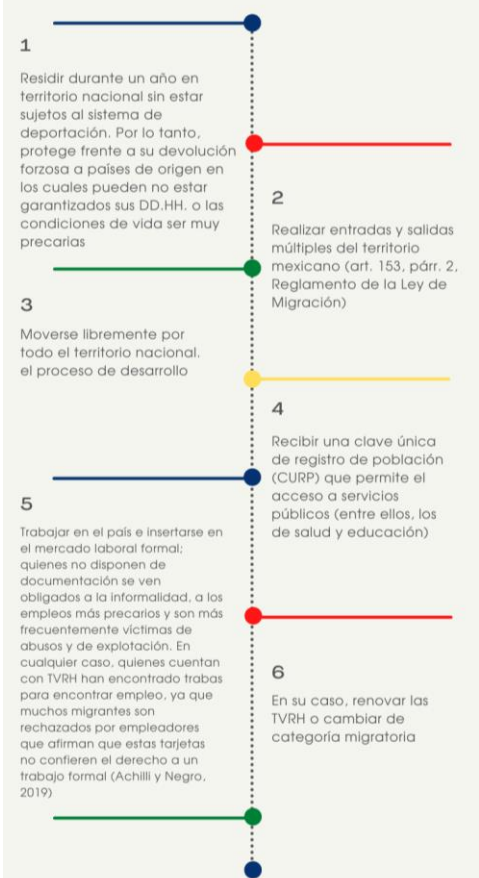 1
Residir durante un año en
territorio nacional sin estar
sujetos al sistema de
deportación. Por lo tanto,
protege frente a su devolución
forzosa a países de origen en
los cuales pueden no estar
garantizados sus DD.HH. o las
condiciones de vida ser muy
precarias
2
Realizar entradas y salidas
múltiples del territorio
mexicano (art. 153, párr. 2,
Reglamento de la Ley de
Migración)
3
Moverse libremente por
todo el territorio nacional.
el proceso de desarrollo
4
Recibir una clave única
de registro de población
(CURP) que permite el
acceso a servicios
públicos (entre ellos, los
de salud y educación)
5
Trabajar en el país e insertarse en
el mercado laboral formal;
quienes no disponen de
documentación se ven
obligados a la informalidad, a los
empleos más precarios y son más
frecuentemente víctimas de
abusos y de explotación. En
cualquier caso, quienes cuentan
con TVRH han encontrado trabas
para encontrar empleo, ya que
muchos migrantes son
rechazados por empleadores
que afirman que estas tarjetas
no confieren el derecho a un
trabajo formal (Achilli y Negro,
2019)
6
En su caso, renovar las
TVRH o cambiar de
categoría migratoria